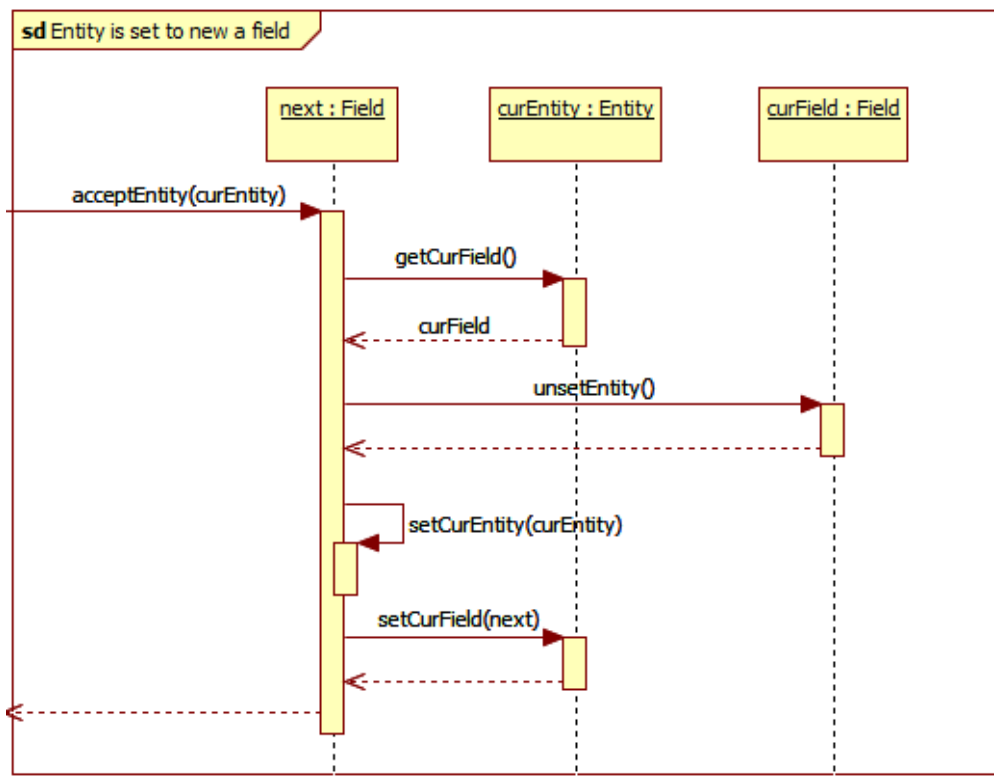 sd Entity is set to new a field
next : Field
curEntity : Entity
curField : Field
acceptEntity(curEntity)
getCurField()
curField
unsetEntity()
setCurEntity(curEntity)
setCurField(next)